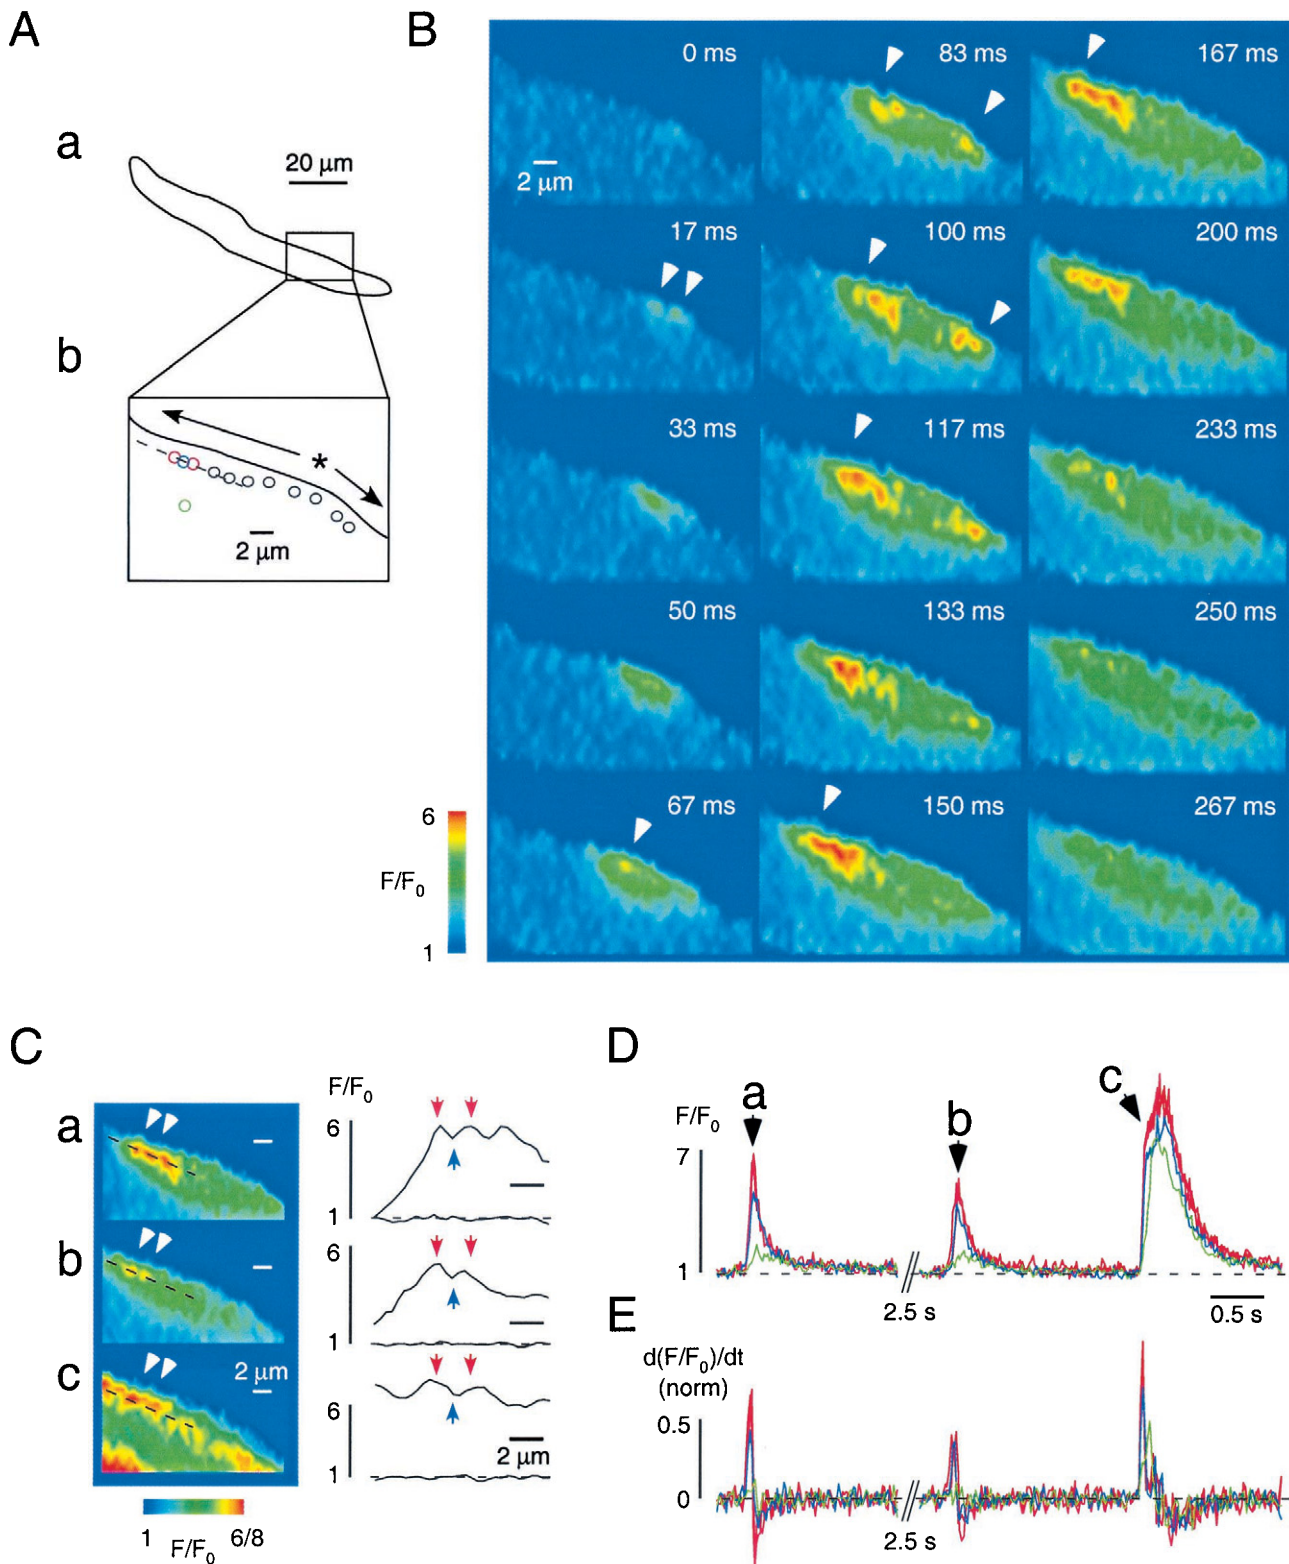 A
a
20 μm
b
*
2 μm
B
0 ms
83 ms
167 ms
2 μm
17 ms
100 ms
200 ms
33 ms
117 ms
233 ms
50 ms
133 ms
250 ms
67 ms
150 ms
267 ms
6
F/F0
1
C
a
b
c
2 μm
1
6/8
F/F0
F/F0
6
1
6
1
6
1
2 μm
D
F/F0
7
1
a
b
c
2.5 s
0.5 s
E
d(F/F0)/dt
(norm)
0.5
0
2.5 s